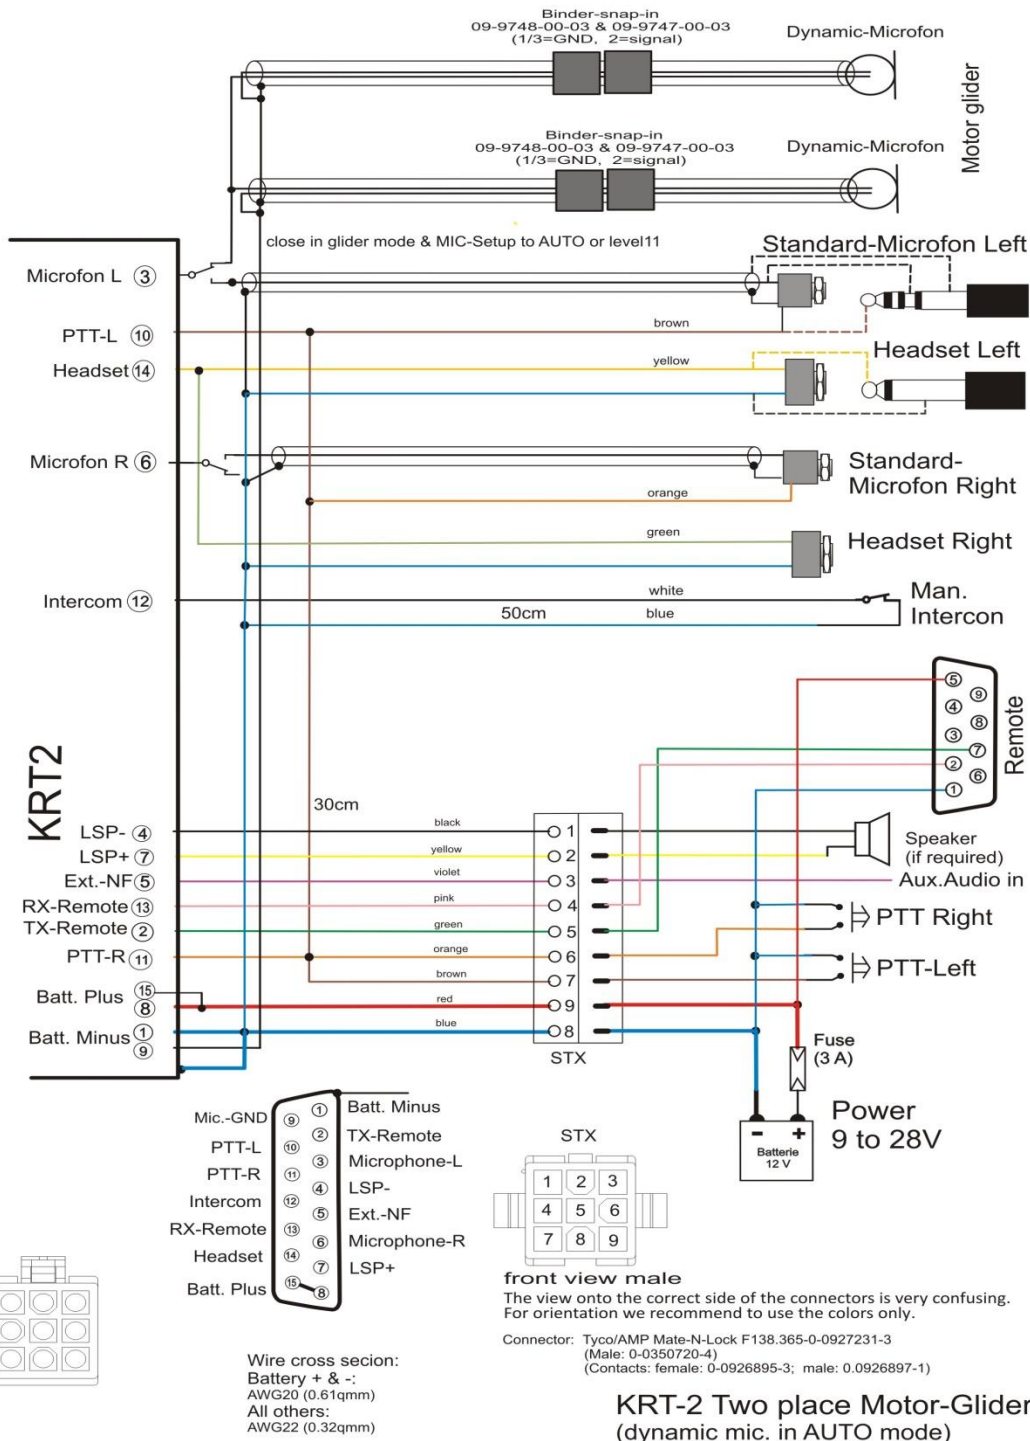 Binder-snap-in
09-9748-00-03 & 09-9747-00-03
(1/3=GND, 2=signal)
Dynamic-Microfon
Motor glider
Binder-snap-in
09-9748-00-03 & 09-9747-00-03
(1/3=GND, 2=signal)
Dynamic-Microfon
close in glider mode & MIC-Setup to AUTO or level11
Standard-Microfon Left
Microfon L 3
brown
PTT-L 10
Headset Left
yellow
Headset 14
Microfon R 6
Standard-
Microfon Right
orange
green
Headset Right
Intercom 12
white
Man.
Intercon
50cm
blue
5
9
4
8
3
7
2
6
1
Remote
KRT2
30cm
LSP- 4
black
1
Speaker
(if required)
LSP+ 7
yellow
2
Ext.-NF 5
violet
3
Aux.Audio in
RX-Remote 13
pink
4
PTT Right
TX-Remote 2
green
5
PTT-R 11
orange
6
PTT-Left
brown
7
Batt. Plus 15
8
red
9
Batt. Minus 1
9
blue
8
STX
Fuse
(3 A)
Power
9 to 28V
- +
Batterie
12 V
Mic.-GND 9
1 Batt. Minus
PTT-L 10
2 TX-Remote
PTT-R 11
3 Microphone-L
Intercom 12
4 LSP-
RX-Remote 13
5 Ext.-NF
Headset 14
6 Microphone-R
Batt. Plus 15
7 LSP+
8
STX
1 2 3
4 5 6
7 8 9
front view male
The view onto the correct side of the connectors is very confusing.
For orientation we recommend to use the colors only.
Connector: Tyco/AMP Mate-N-Lock F138.365-0-0927231-3
(Male: 0-0350720-4)
(Contacts: female: 0-0926895-3; male: 0.0926897-1)
Wire cross secion:
Battery + & -:
AWG20 (0.61qmm)
All others:
AWG22 (0.32qmm)
KRT-2 Two place Motor-Glider
(dynamic mic. in AUTO mode)